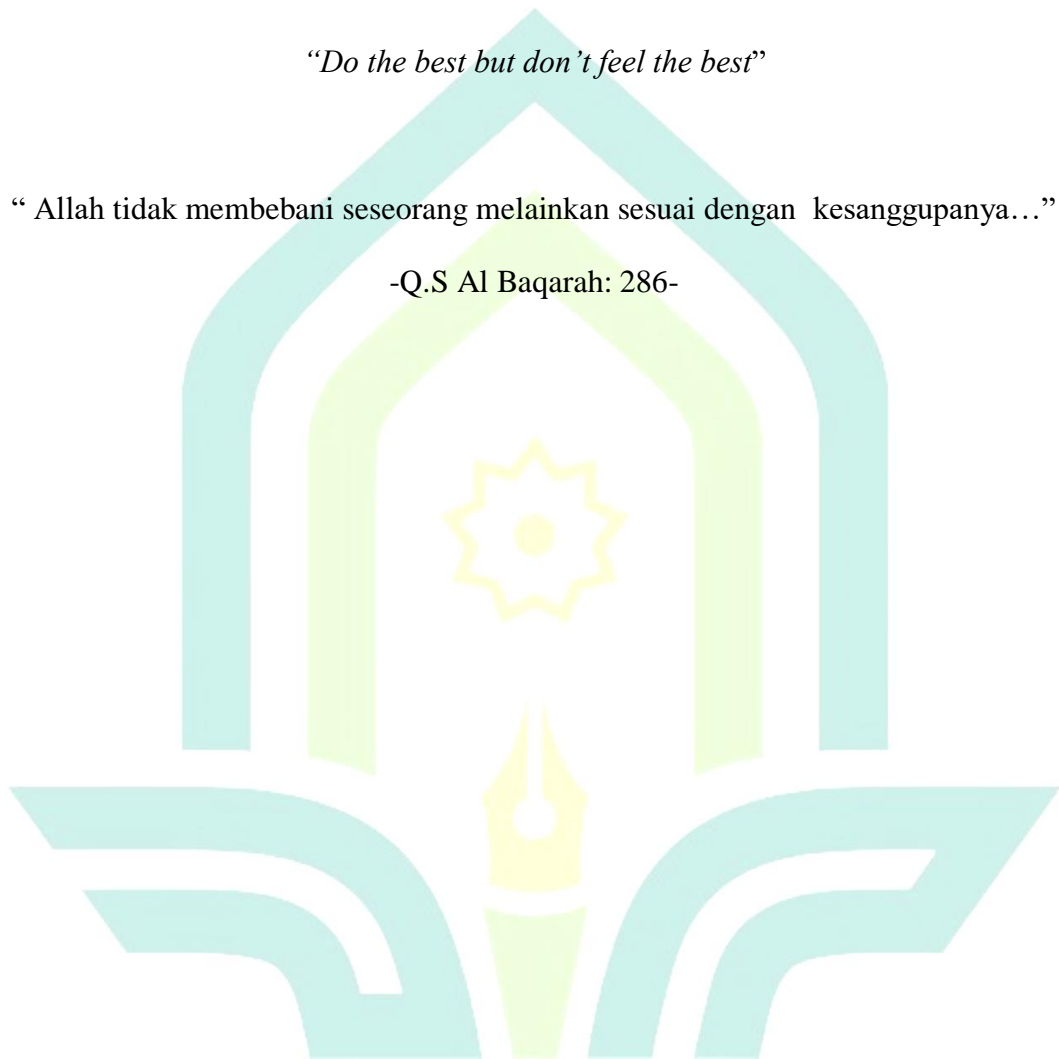 “Do the best but don’t feel the best”
“ Allah tidak membebani seseorang melainkan sesuai dengan  kesanggupanya…”
-Q.S Al Baqarah: 286-